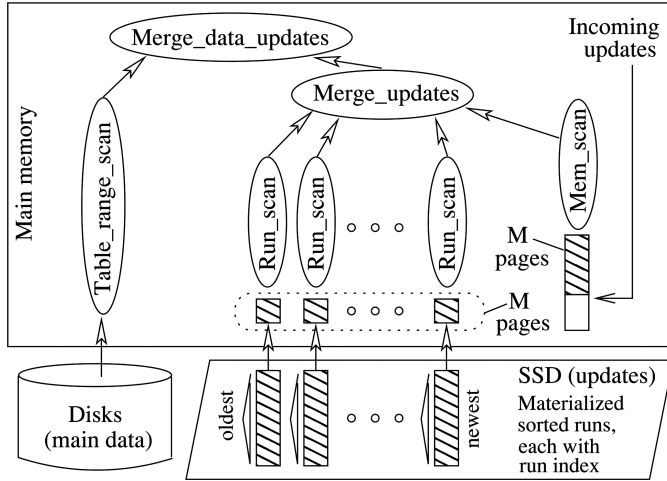 Merge_data_updates
Incoming
updates
Merge_updates
Main memory
Table_range_scan
Run_scan
Run_scan
Run_scan
Mem_scan
M
pages
M
pages
Disks
(main data)
oldest
newest
SSD (updates)
Materialized
sorted runs,
each with
run index